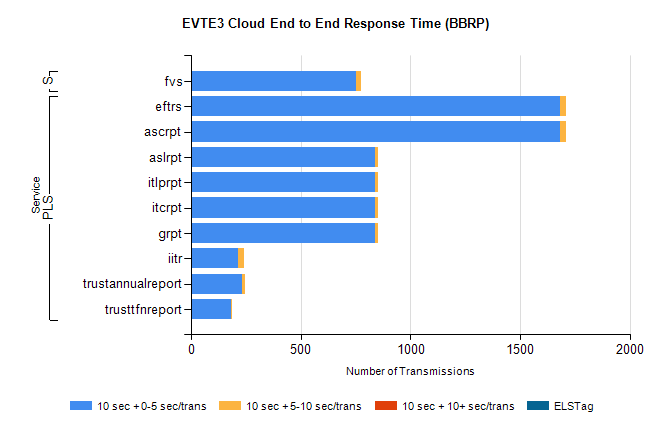 EVTE3 Cloud End to End Response Time (BBRP)
S
fvs
eftrs
ascrpt
aslrpt
itlprpt
itcrpt
grpt
iitr
trustannualreport
trusttfnreport
Service
PLS
0
500
1000
1500
2000
Number of Transmissions
10 sec +0-5 sec/trans
10 sec +5-10 sec/trans
10 sec + 10+ sec/trans
ELSTag